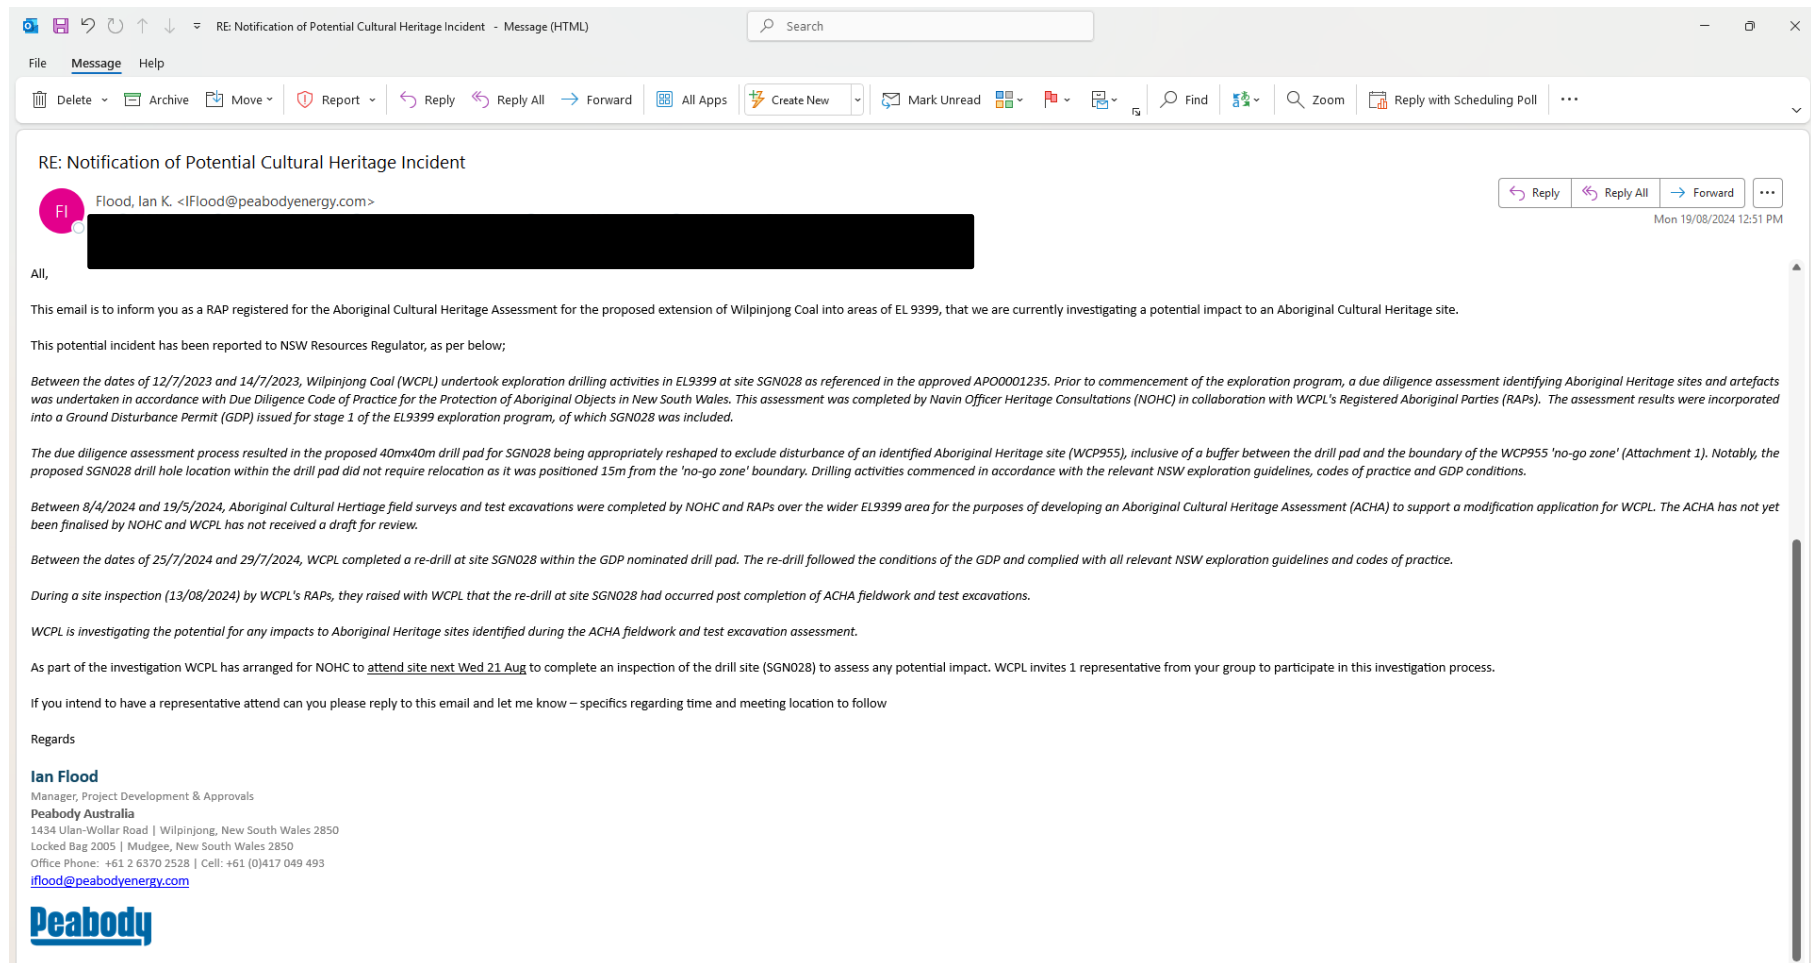 RE: Notification of Potential Cultural Heritage Incident - Message (HTML)
Search
File Message Help
Delete Archive Move Report Reply Reply All Forward All Apps Create New Mark Unread Find Zoom Reply with Scheduling Poll
RE: Notification of Potential Cultural Heritage Incident
FI
Flood, Ian K. <IFlood@peabodyenergy.com>
Reply Reply All Forward
Mon 19/08/2024 12:51 PM
All,
This email is to inform you as a RAP registered for the Aboriginal Cultural Heritage Assessment for the proposed extension of Wilpinjong Coal into areas of EL 9399, that we are currently investigating a potential impact to an Aboriginal Cultural Heritage site.
This potential incident has been reported to NSW Resources Regulator, as per below;
Between the dates of 12/7/2023 and 14/7/2023, Wilpinjong Coal (WCPL) undertook exploration drilling activities in EL9399 at site SGN028 as referenced in the approved APO0001235. Prior to commencement of the exploration program, a due diligence assessment identifying Aboriginal Heritage sites and artefacts
was undertaken in accordance with Due Diligence Code of Practice for the Protection of Aboriginal Objects in New South Wales. This assessment was completed by Navin Officer Heritage Consultations (NOHC) in collaboration with WCPL's Registered Aboriginal Parties (RAPs). The assessment results were incorporated
into a Ground Disturbance Permit (GDP) issued for stage 1 of the EL9399 exploration program, of which SGN028 was included.
The due diligence assessment process resulted in the proposed 40mx40m drill pad for SGN028 being appropriately reshaped to exclude disturbance of an identified Aboriginal Heritage site (WCP955), inclusive of a buffer between the drill pad and the boundary of the WCP955 'no-go zone' (Attachment 1). Notably, the
proposed SGN028 drill hole location within the drill pad did not require relocation as it was positioned 15m from the 'no-go zone' boundary. Drilling activities commenced in accordance with the relevant NSW exploration guidelines, codes of practice and GDP conditions.
Between 8/4/2024 and 19/5/2024, Aboriginal Cultural Hertiage field surveys and test excavations were completed by NOHC and RAPs over the wider EL9399 area for the purposes of developing an Aboriginal Cultural Heritage Assessment (ACHA) to support a modification application for WCPL. The ACHA has not yet
been finalised by NOHC and WCPL has not received a draft for review.
Between the dates of 25/7/2024 and 29/7/2024, WCPL completed a re-drill at site SGN028 within the GDP nominated drill pad. The re-drill followed the conditions of the GDP and complied with all relevant NSW exploration guidelines and codes of practice.
During a site inspection (13/08/2024) by WCPL's RAPs, they raised with WCPL that the re-drill at site SGN028 had occurred post completion of ACHA fieldwork and test excavations.
WCPL is investigating the potential for any impacts to Aboriginal Heritage sites identified during the ACHA fieldwork and test excavation assessment.
As part of the investigation WCPL has arranged for NOHC to attend site next Wed 21 Aug to complete an inspection of the drill site (SGN028) to assess any potential impact. WCPL invites 1 representative from your group to participate in this investigation process.
If you intend to have a representative attend can you please reply to this email and let me know – specifics regarding time and meeting location to follow
Regards
Ian Flood
Manager, Project Development & Approvals
Peabody Australia
1434 Ulan-Wollar Road | Wilpinjong, New South Wales 2850
Locked Bag 2005 | Mudgee, New South Wales 2850
Office Phone: +61 2 6370 2528 | Cell: +61 (0)417 049 493
iflood@peabodyenergy.com
Peabody